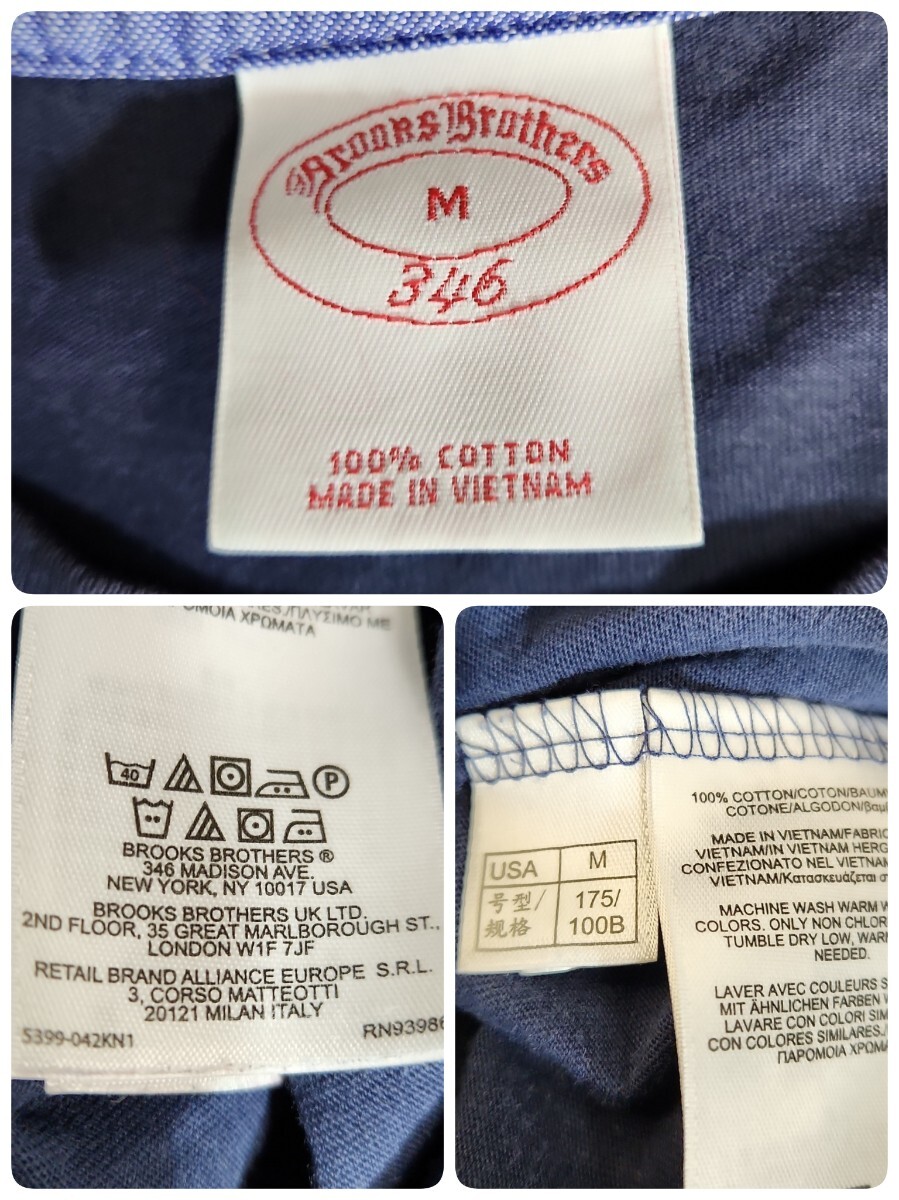 Brooks Brothers
M
346
100% COTTON
MADE IN VIETNAM
/ΠΛΥΣΙΜΟ ΜΕ
ΟΜΟΙΑ ΧΡΩΜΑΤΑ
40 P
BROOKS BROTHERS ®
346 MADISON AVE.
NEW YORK, NY 10017 USA
BROOKS BROTHERS UK LTD.
2ND FLOOR, 35 GREAT MARLBOROUGH ST.,
LONDON W1F 7JF
RETAIL BRAND ALLIANCE EUROPE S.R.L.
3, CORSO MATTEOTTI
20121 MILAN ITALY
5399-042KN1 RN93986
USA M
号型/ 175/
规格 100B
100% COTTON/COTON/BAUMW
COTONE/ALGODON/βαμ
MADE IN VIETNAM/FABRIC
VIETNAM/IN VIETNAM HERG
CONFEZIONATO NEL VIETNAM
VIETNAM/Κατασκευάζεται σ
MACHINE WASH WARM W
COLORS. ONLY NON CHLOR
TUMBLE DRY LOW, WARM
NEEDED.
LAVER AVEC COULEURS S
MIT ÄHNLICHEN FARBEN W
LAVARE CON COLORI SIM
CON COLORES SIMILARES./
ΠΑΡΟΜΟΙΑ ΧΡΩΜΑ